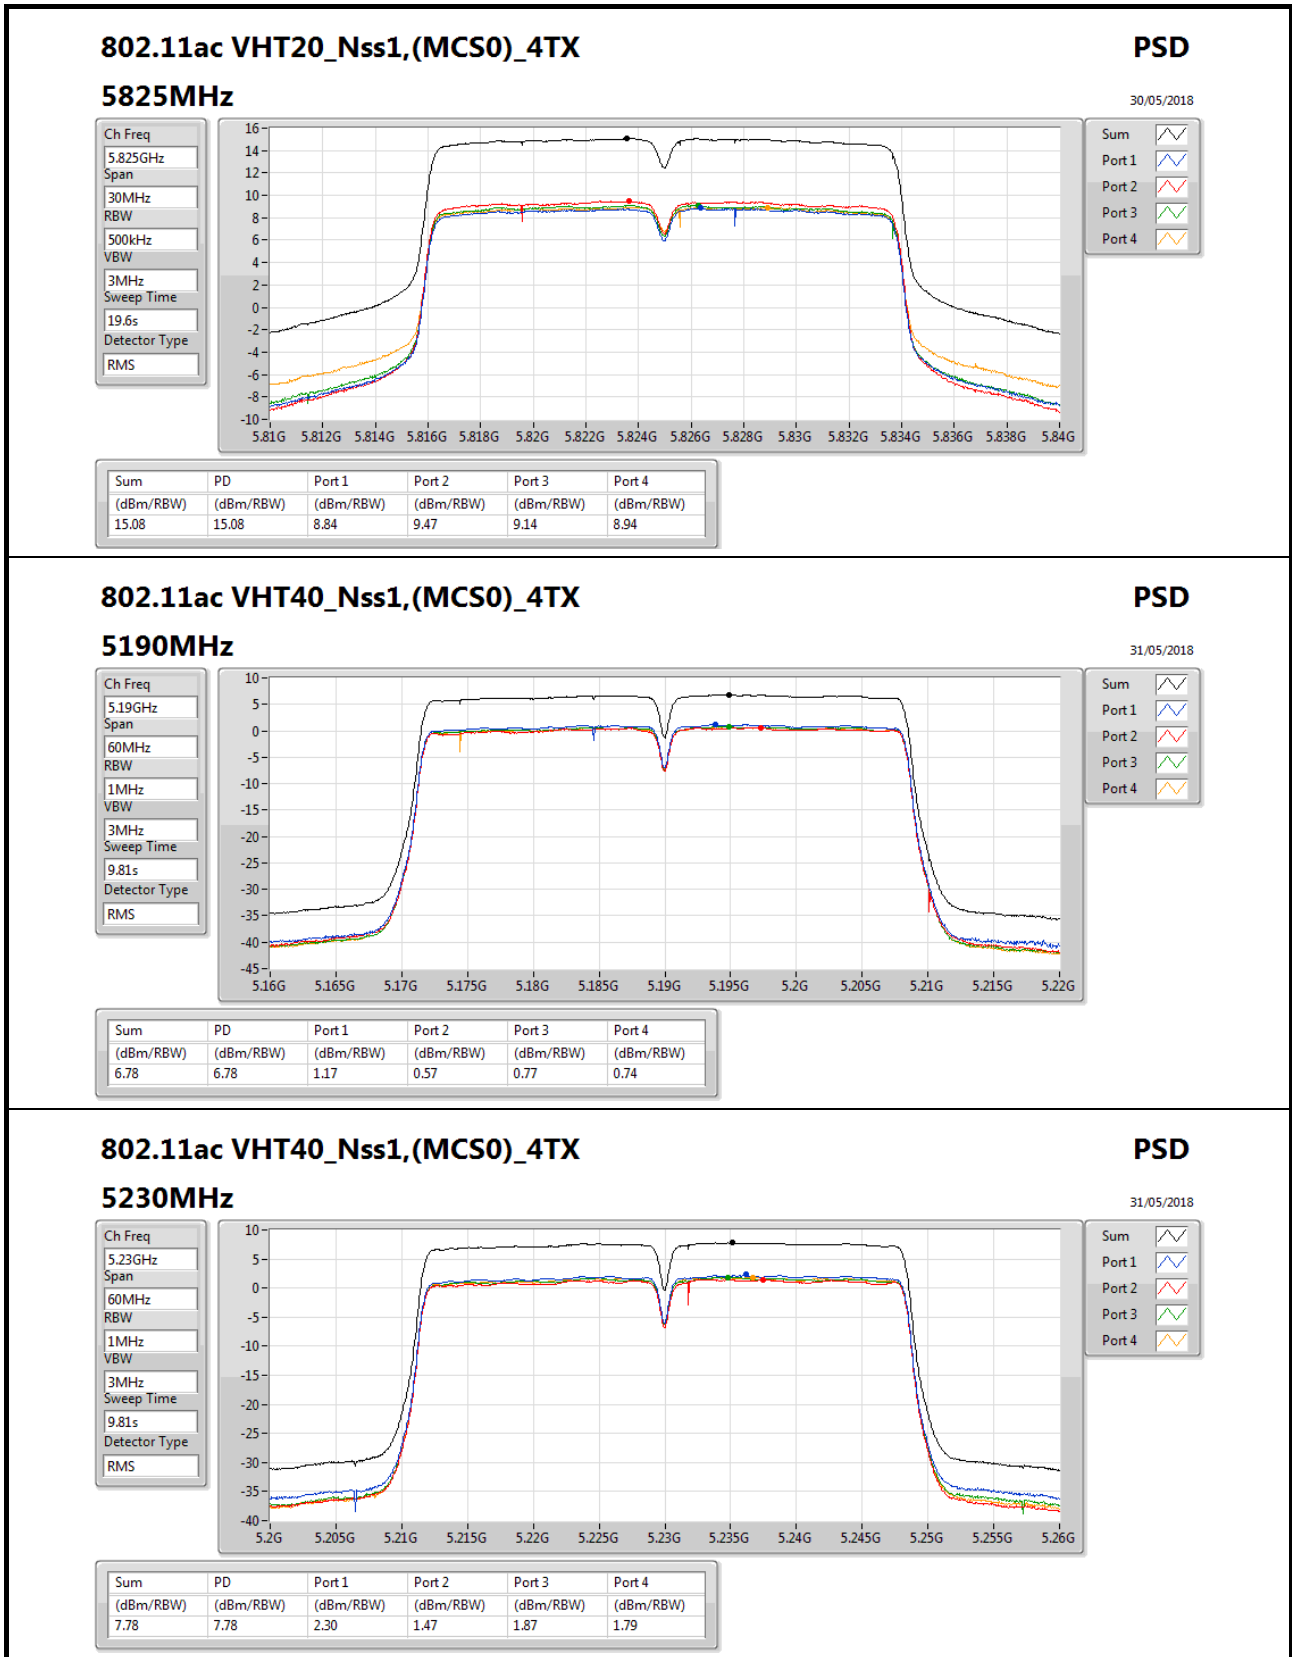 802.11ac VHT20_Nss1,(MCS0)_4TX PSD
5825MHz 30/05/2018
Ch Freq
5.825GHz
Span
30MHz
RBW
500kHz
VBW
3MHz
Sweep Time
19.6s
Detector Type
RMS
16
14
12
10
8
6
4
2
0
-2
-4
-6
-8
-10
5.81G 5.812G 5.814G 5.816G 5.818G 5.82G 5.822G 5.824G 5.826G 5.828G 5.83G 5.832G 5.834G 5.836G 5.838G 5.84G
Sum
Port 1
Port 2
Port 3
Port 4
Sum PD Port 1 Port 2 Port 3 Port 4
(dBm/RBW) (dBm/RBW) (dBm/RBW) (dBm/RBW) (dBm/RBW) (dBm/RBW)
15.08 15.08 8.84 9.47 9.14 8.94
802.11ac VHT40_Nss1,(MCS0)_4TX PSD
5190MHz 31/05/2018
Ch Freq
5.19GHz
Span
60MHz
RBW
1MHz
VBW
3MHz
Sweep Time
9.81s
Detector Type
RMS
10
5
0
-5
-10
-15
-20
-25
-30
-35
-40
-45
5.16G 5.165G 5.17G 5.175G 5.18G 5.185G 5.19G 5.195G 5.2G 5.205G 5.21G 5.215G 5.22G
Sum
Port 1
Port 2
Port 3
Port 4
Sum PD Port 1 Port 2 Port 3 Port 4
(dBm/RBW) (dBm/RBW) (dBm/RBW) (dBm/RBW) (dBm/RBW) (dBm/RBW)
6.78 6.78 1.17 0.57 0.77 0.74
802.11ac VHT40_Nss1,(MCS0)_4TX PSD
5230MHz 31/05/2018
Ch Freq
5.23GHz
Span
60MHz
RBW
1MHz
VBW
3MHz
Sweep Time
9.81s
Detector Type
RMS
10
5
0
-5
-10
-15
-20
-25
-30
-35
-40
5.2G 5.205G 5.21G 5.215G 5.22G 5.225G 5.23G 5.235G 5.24G 5.245G 5.25G 5.255G 5.26G
Sum
Port 1
Port 2
Port 3
Port 4
Sum PD Port 1 Port 2 Port 3 Port 4
(dBm/RBW) (dBm/RBW) (dBm/RBW) (dBm/RBW) (dBm/RBW) (dBm/RBW)
7.78 7.78 2.30 1.47 1.87 1.79